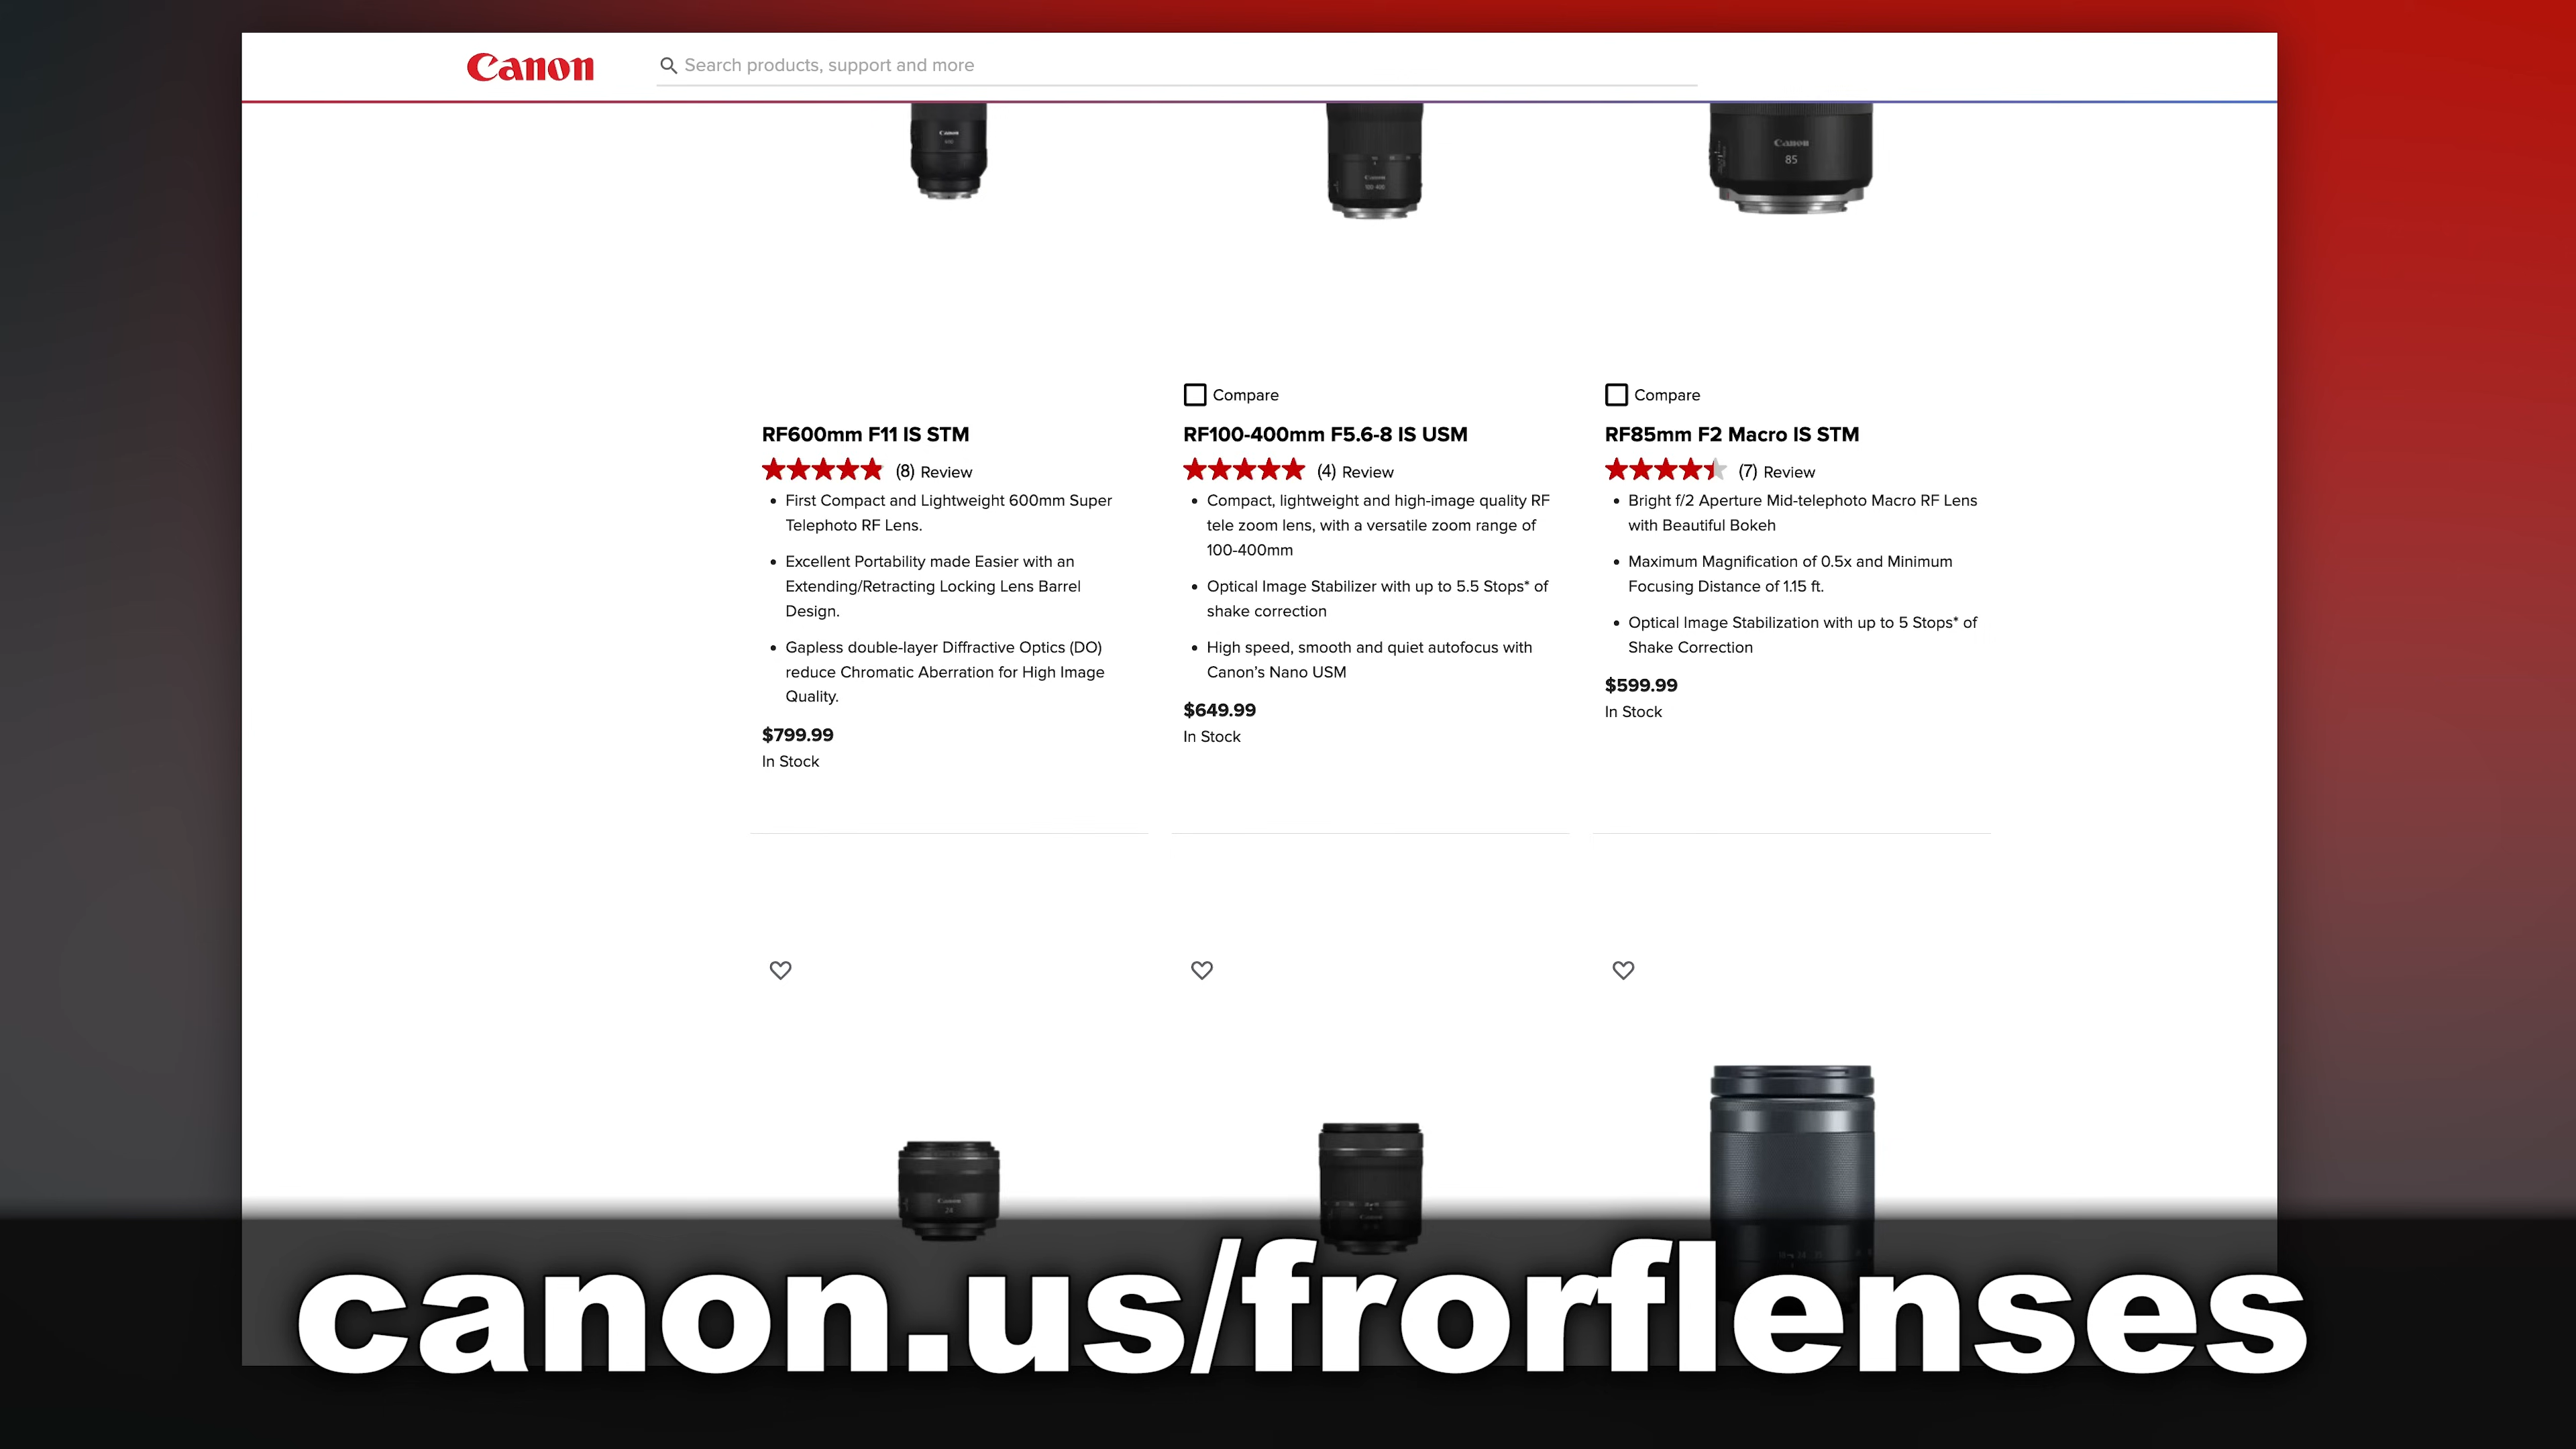 Canon
Search products, support and more
Canon
Canon
100-400
Canon
85
Compare
Compare
RF600mm F11 IS STM
(8) Review
First Compact and Lightweight 600mm Super
Telephoto RF Lens.
Excellent Portability made Easier with an
Extending/Retracting Locking Lens Barrel
Design.
Gapless double-layer Diffractive Optics (DO)
reduce Chromatic Aberration for High Image
Quality.
$799.99
In Stock
RF100-400mm F5.6-8 IS USM
(4) Review
Compact, lightweight and high-image quality RF
tele zoom lens, with a versatile zoom range of
100-400mm
Optical Image Stabilizer with up to 5.5 Stops* of
shake correction
High speed, smooth and quiet autofocus with
Canon’s Nano USM
$649.99
In Stock
RF85mm F2 Macro IS STM
(7) Review
Bright f/2 Aperture Mid-telephoto Macro RF Lens
with Beautiful Bokeh
Maximum Magnification of 0.5x and Minimum
Focusing Distance of 1.15 ft.
Optical Image Stabilization with up to 5 Stops* of
Shake Correction
$599.99
In Stock
Canon
24
canon.us/frorflenses